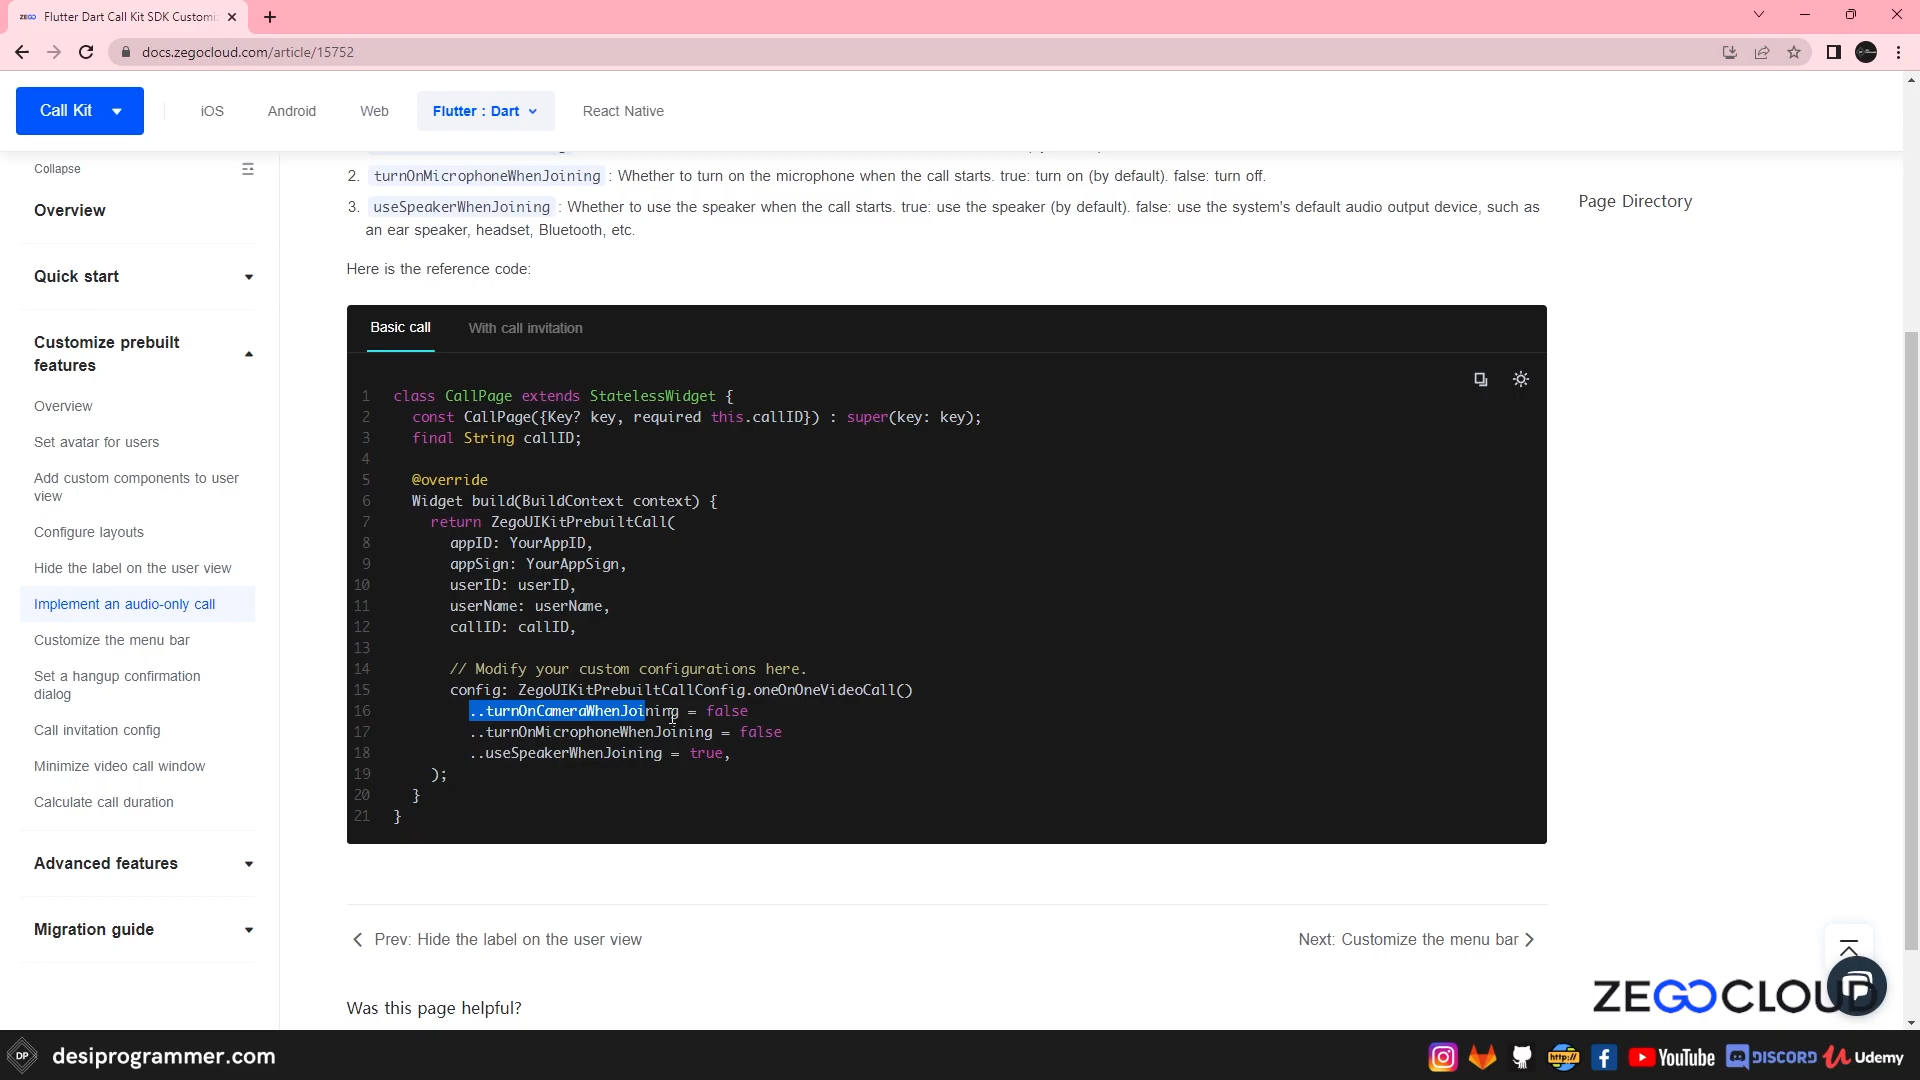 ZEGO Flutter Dart Call Kit SDK Customi
docs.zegocloud.com/article/15752
Call Kit
iOS
Android
Web
Flutter : Dart
React Native
Collapse
Overview
Quick start
Customize prebuilt
features
Overview
Set avatar for users
Add custom components to user
view
Configure layouts
Hide the label on the user view
Implement an audio-only call
Customize the menu bar
Set a hangup confirmation
dialog
Call invitation config
Minimize video call window
Calculate call duration
Advanced features
Migration guide
2. turnOnMicrophoneWhenJoining : Whether to turn on the microphone when the call starts. true: turn on (by default). false: turn off.
3. useSpeakerWhenJoining : Whether to use the speaker when the call starts. true: use the speaker (by default). false: use the system's default audio output device, such as
an ear speaker, headset, Bluetooth, etc.
Here is the reference code:
Page Directory
Basic call
With call invitation
1 class CallPage extends StatelessWidget {
2 const CallPage({Key? key, required this.callID}) : super(key: key);
3 final String callID;
4
5 @override
6 Widget build(BuildContext context) {
7 return ZegoUIKitPrebuiltCall(
8 appID: YourAppID,
9 appSign: YourAppSign,
10 userID: userID,
11 userName: userName,
12 callID: callID,
13
14 // Modify your custom configurations here.
15 config: ZegoUIKitPrebuiltCallConfig.oneOnOneVideoCall()
16 ..turnOnCameraWhenJoining = false
17 ..turnOnMicrophoneWhenJoining = false
18 ..useSpeakerWhenJoining = true,
19 );
20 }
21 }
Prev: Hide the label on the user view
Next: Customize the menu bar
Was this page helpful?
ZEGOCLOUD
DP desiprogrammer.com
http://
YouTube
DISCORD
Udemy